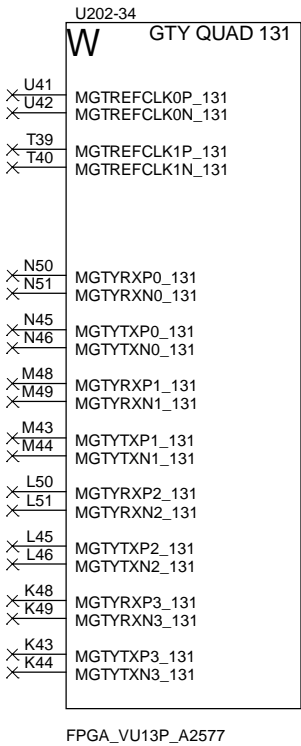 U202-34
W GTY QUAD 131
U41 MGTREFCLK0P_131
U42 MGTREFCLK0N_131
T39 MGTREFCLK1P_131
T40 MGTREFCLK1N_131
N50 MGTYRXP0_131
N51 MGTYRXN0_131
N45 MGTYTXP0_131
N46 MGTYTXN0_131
M48 MGTYRXP1_131
M49 MGTYRXN1_131
M43 MGTYTXP1_131
M44 MGTYTXN1_131
L50 MGTYRXP2_131
L51 MGTYRXN2_131
L45 MGTYTXP2_131
L46 MGTYTXN2_131
K48 MGTYRXP3_131
K49 MGTYRXN3_131
K43 MGTYTXP3_131
K44 MGTYTXN3_131
FPGA_VU13P_A2577